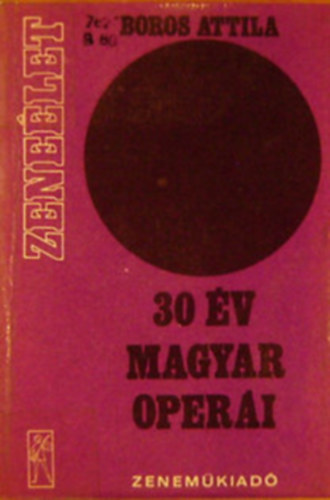 BOROS ATTILA
ZENEÉLET
30 ÉV
MAGYAR
OPERÁI
ZENEMŰKIADÓ